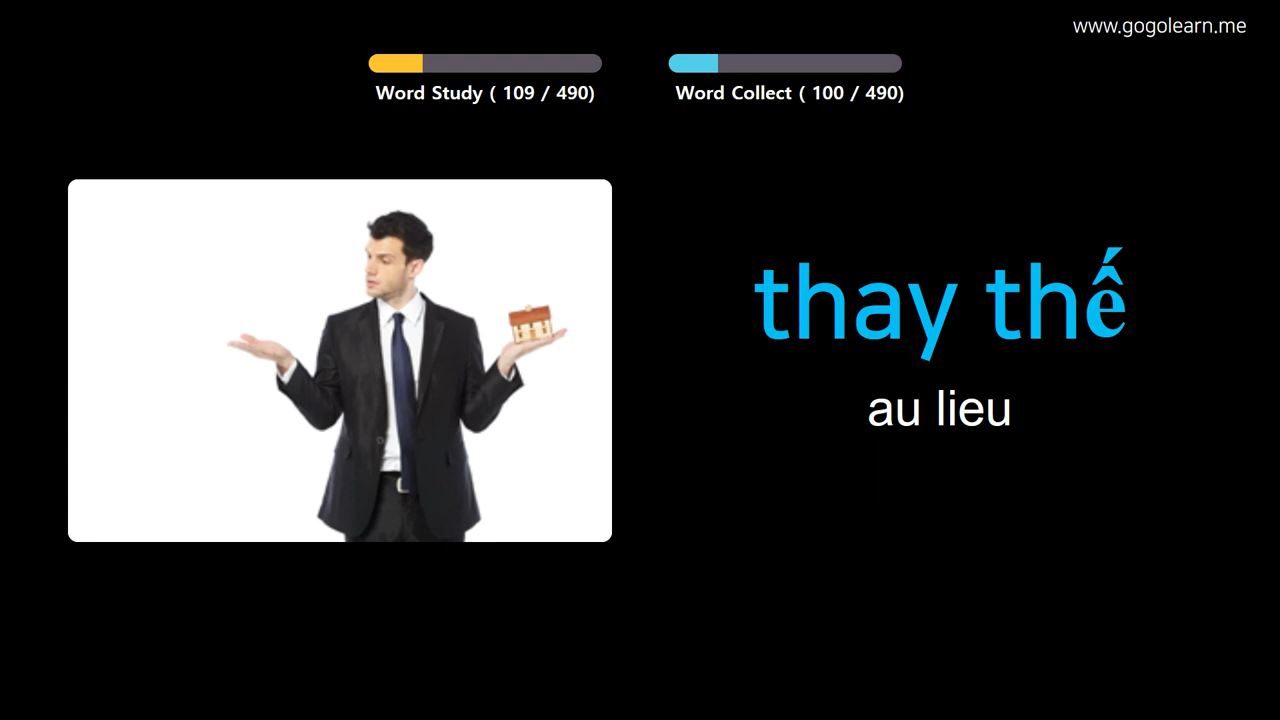 www.gogolearn.me
Word Study ( 109 / 490)
Word Collect ( 100 / 490)
thay thế
au lieu